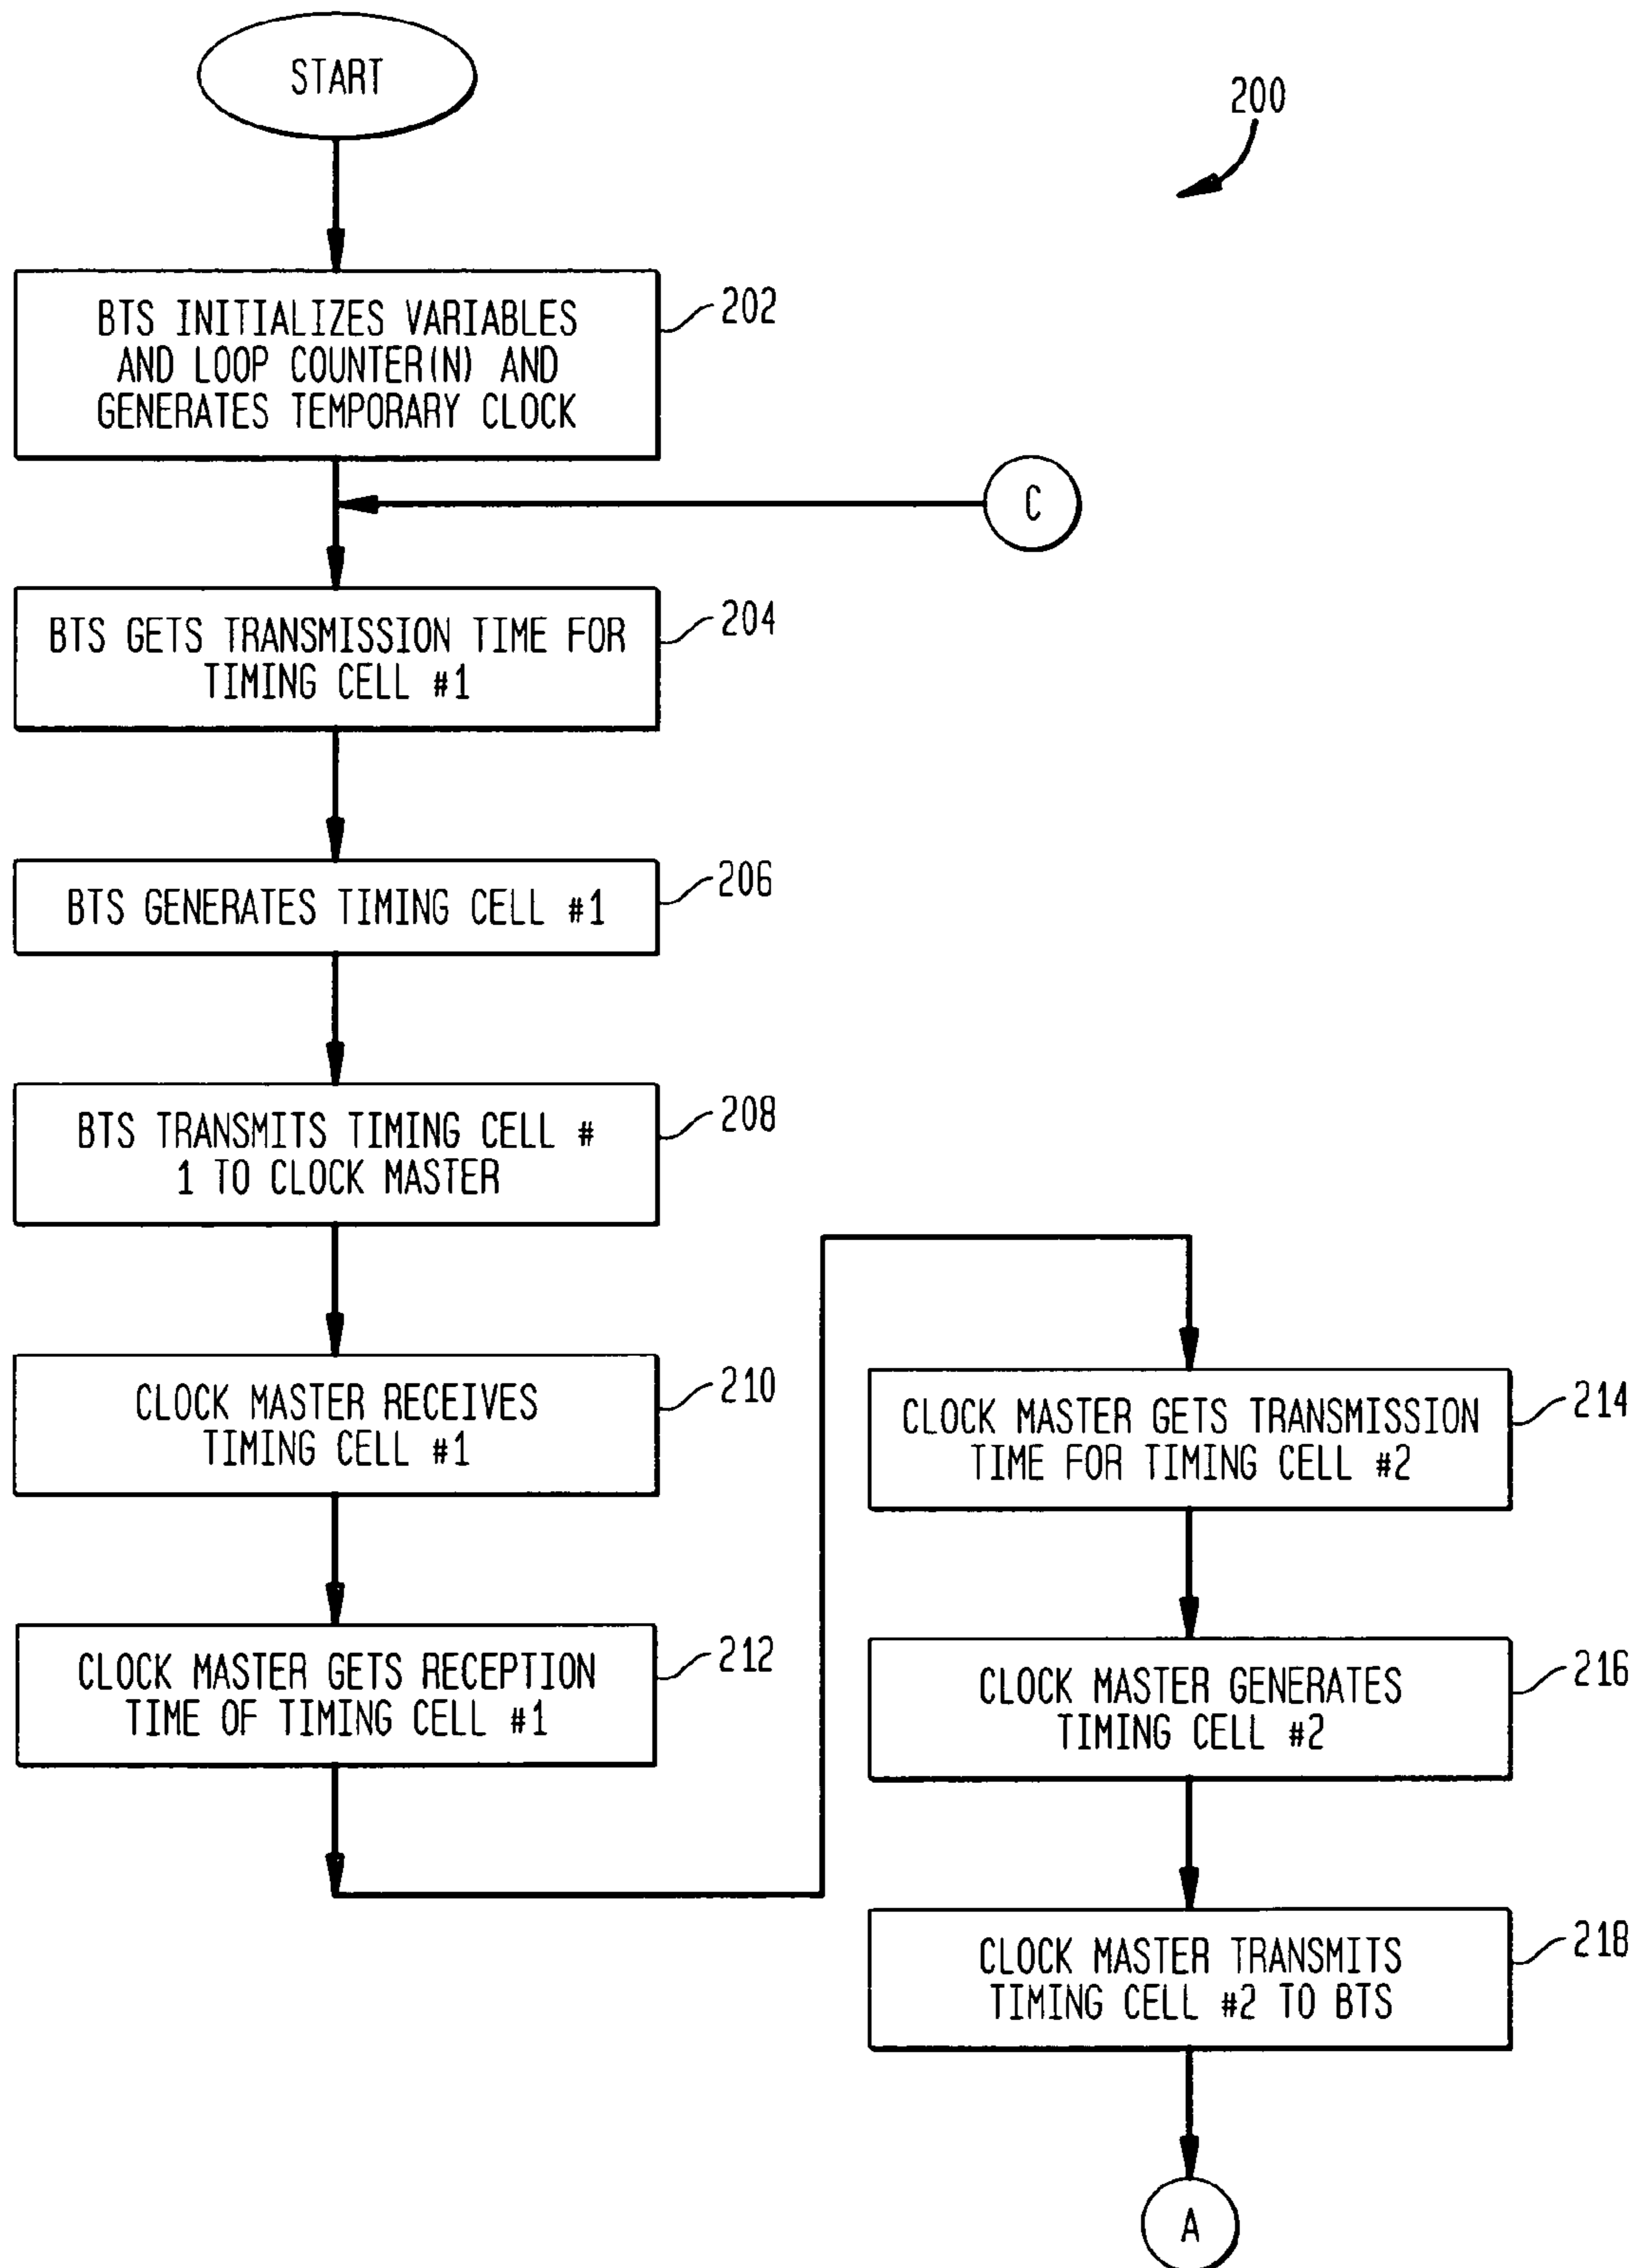 START
200
BTS INITIALIZES VARIABLES
AND LOOP COUNTER(N) AND
GENERATES TEMPORARY CLOCK
202
C
BTS GETS TRANSMISSION TIME FOR
TIMING CELL #1
204
BTS GENERATES TIMING CELL #1
206
BTS TRANSMITS TIMING CELL #
1 TO CLOCK MASTER
208
CLOCK MASTER RECEIVES
TIMING CELL #1
210
CLOCK MASTER GETS RECEPTION
TIME OF TIMING CELL #1
212
CLOCK MASTER GETS TRANSMISSION
TIME FOR TIMING CELL #2
214
CLOCK MASTER GENERATES
TIMING CELL #2
216
CLOCK MASTER TRANSMITS
TIMING CELL #2 TO BTS
218
A